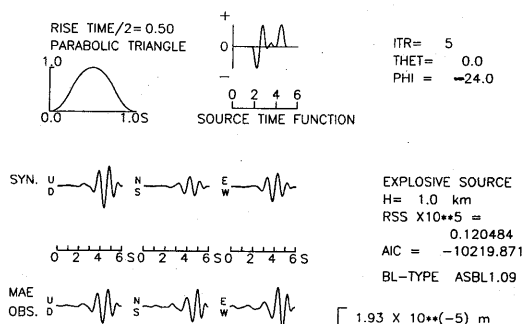 RISE TIME/2= 0.50
PARABOLIC TRIANGLE
1.0
0.0 1.0S
+
0
−
0 2 4 6
SOURCE TIME FUNCTION
ITR= 5
THET= 0.0
PHI = −24.0
SYN. U D N S E W
0 2 4 6 S 0 2 4 6 S 0 2 4 6 S
EXPLOSIVE SOURCE
H= 1.0 km
RSS X10**5 =
0.120484
AIC = −10219.871
BL-TYPE ASBL1.09
MAE
OBS. U D N S E W
1.93 X 10**(−5) m